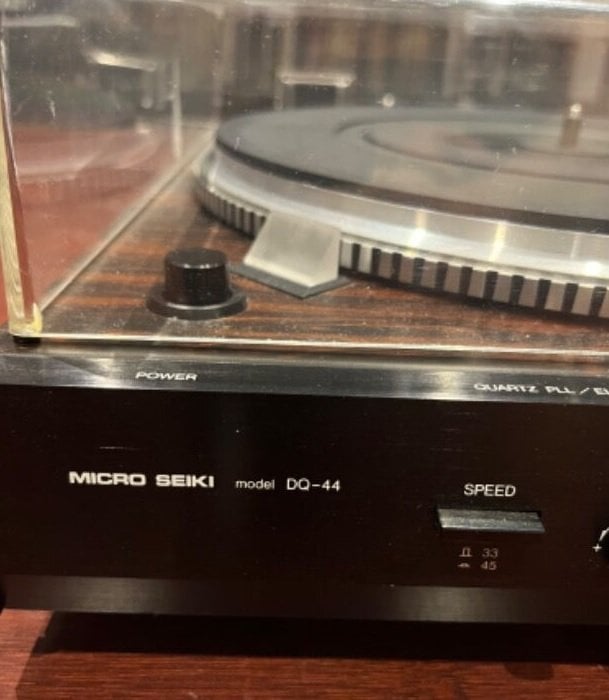 POWER
QUARTZ PLL /
MICRO SEIKI model DQ-44
SPEED
33
45
+